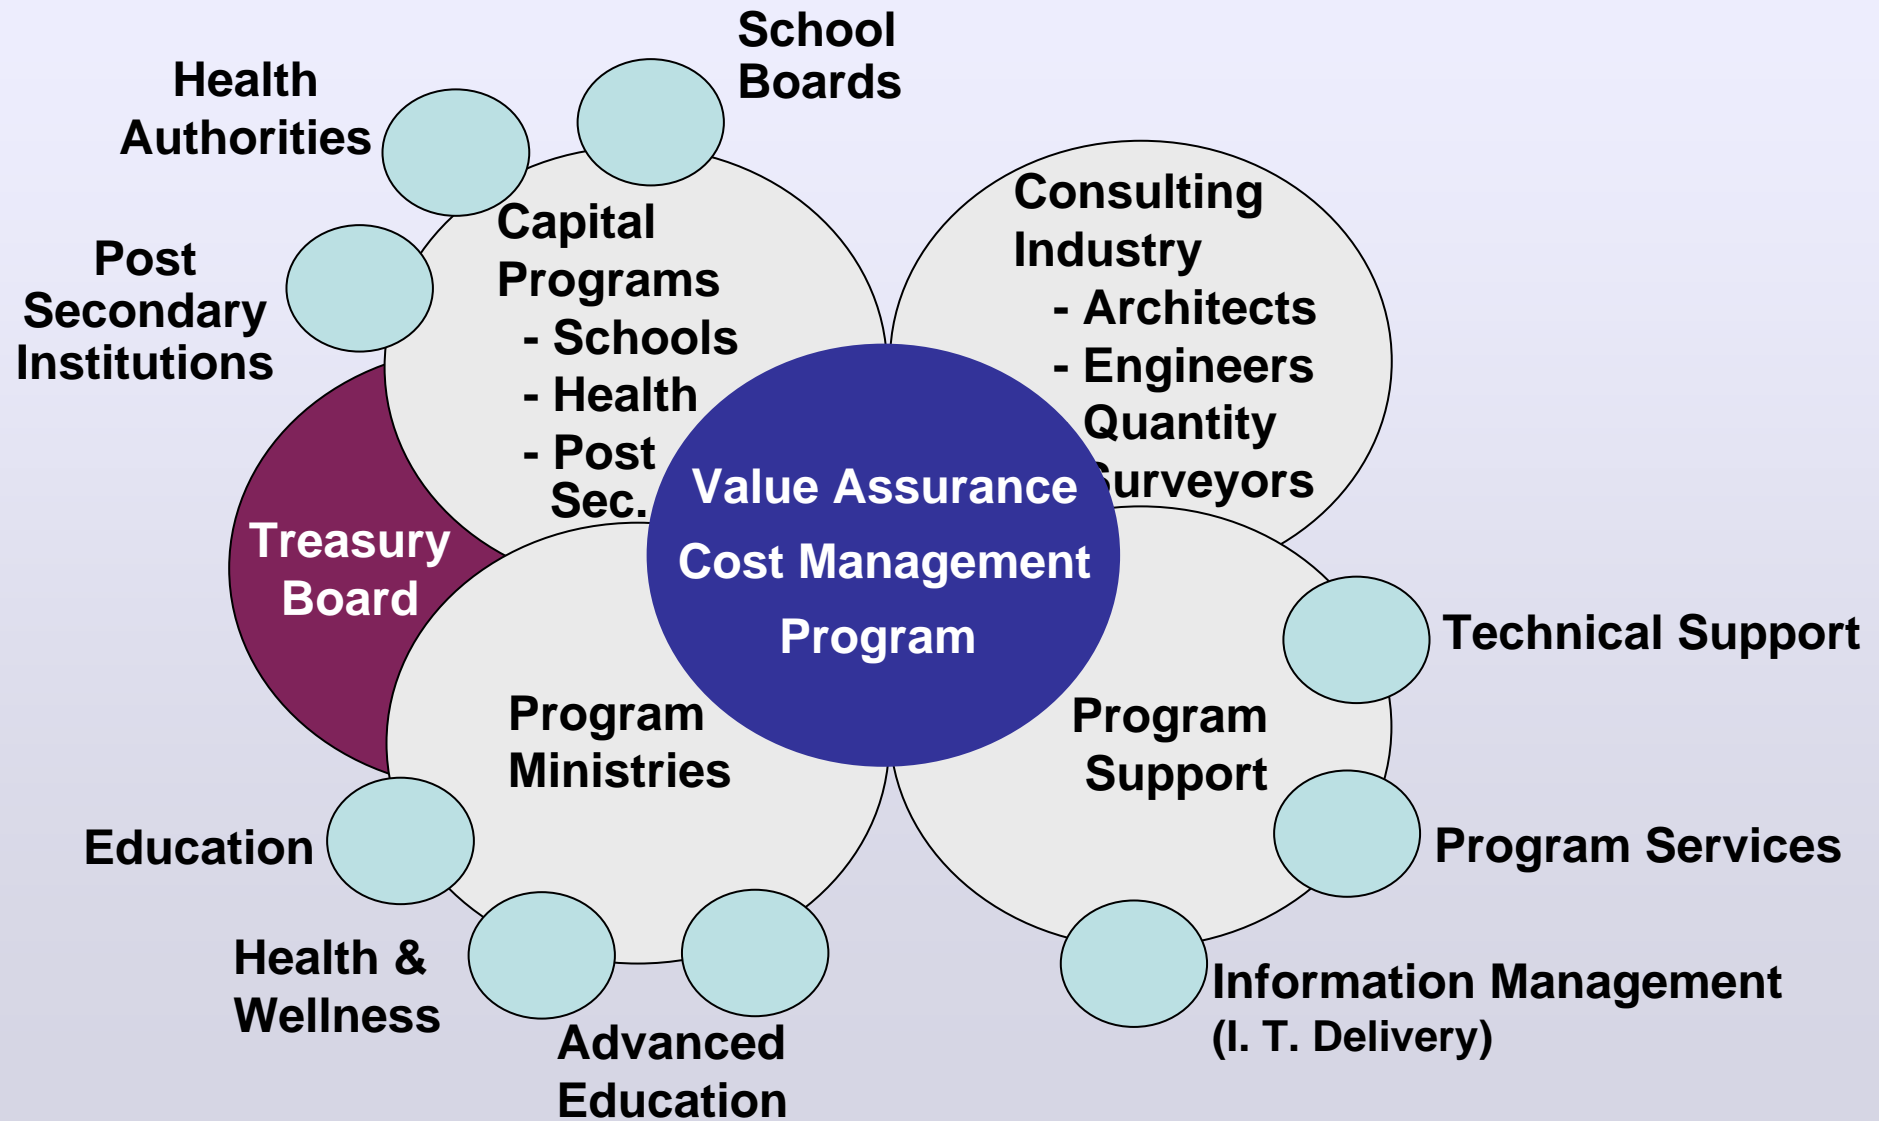 School
Boards
Health
Authorities
Post
Secondary
Institutions
Capital
Programs
- Schools
- Health
- Post
Sec.
Consulting
Industry
- Architects
- Engineers
Quantity
urveyors
Treasury
Board
Value Assurance
Cost Management
Program
Program
Ministries
Program
Support
Technical Support
Program Services
Information Management
(I. T. Delivery)
Education
Health &
Wellness
Advanced
Education